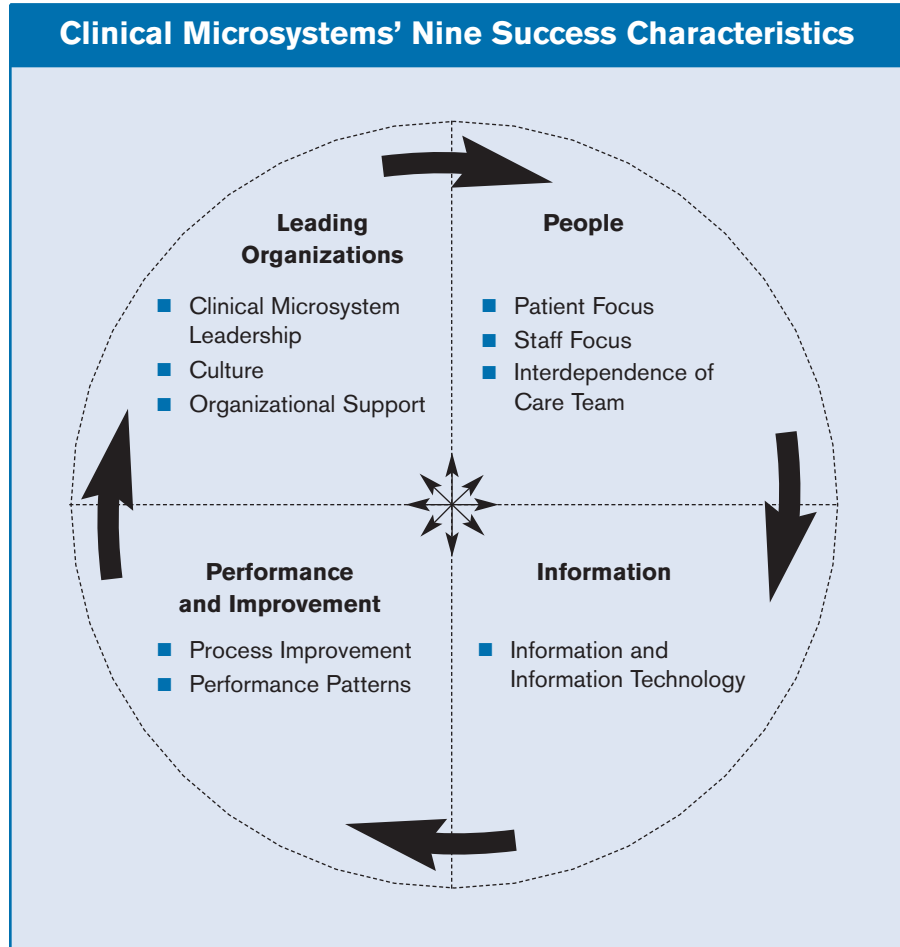 Clinical Microsystems’ Nine Success Characteristics
Leading
Organizations
Clinical Microsystem
Leadership
Culture
Organizational Support
People
Patient Focus
Staff Focus
Interdependence of
Care Team
Performance
and Improvement
Process Improvement
Performance Patterns
Information
Information and
Information Technology